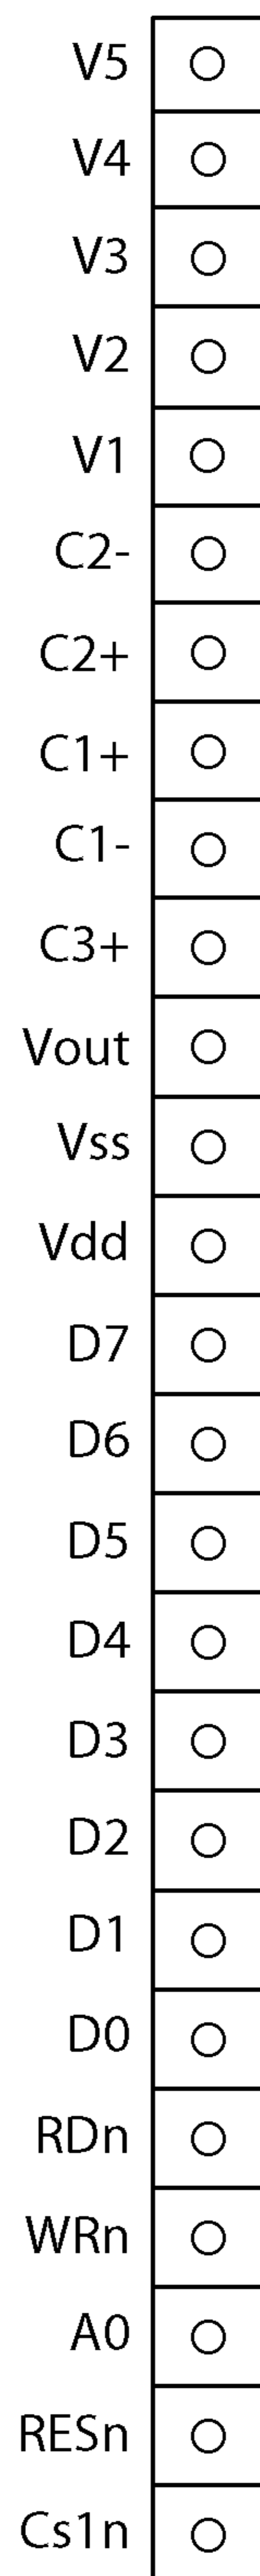 V5
V4
V3
V2
V1
C2-
C2+
C1+
C1-
C3+
Vout
Vss
Vdd
D7
D6
D5
D4
D3
D2
D1
D0
RDn
WRn
A0
RESn
Cs1n